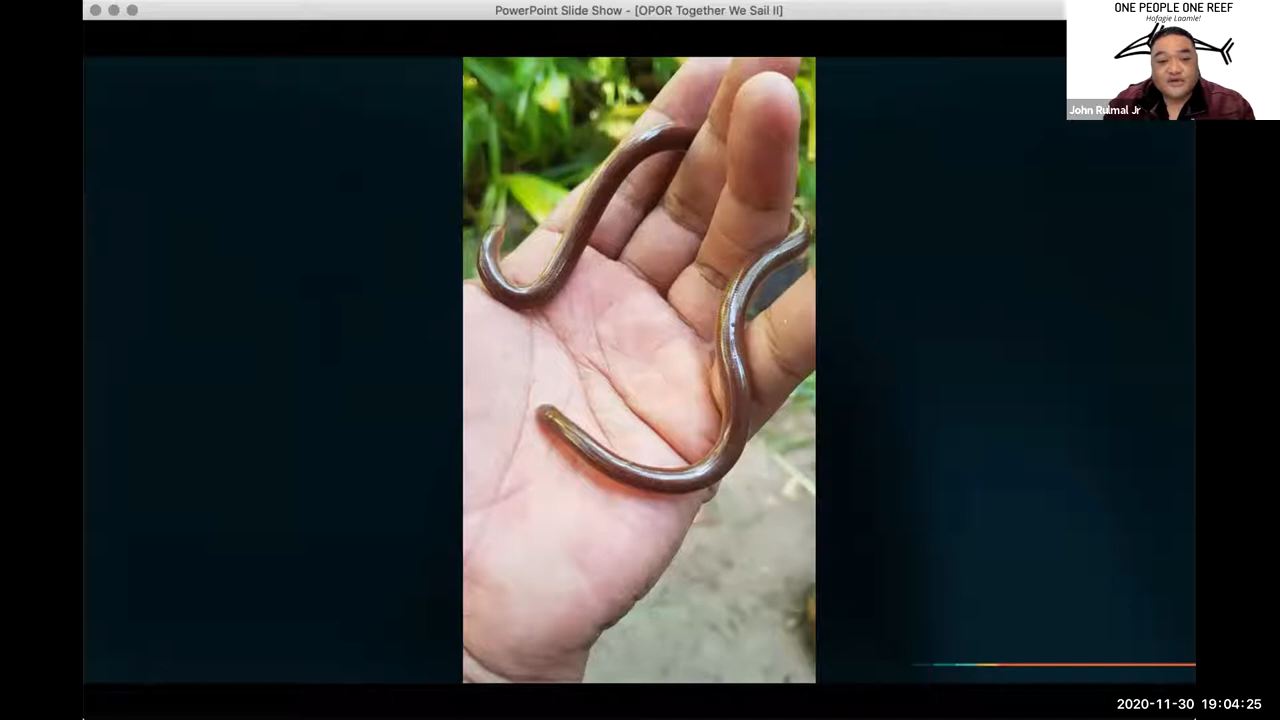 PowerPoint Slide Show - [OPOR Together We Sail II]
ONE PEOPLE ONE REEF
Hofagie Laamle!
John Rulmal Jr
2020-11-30 19:04:25